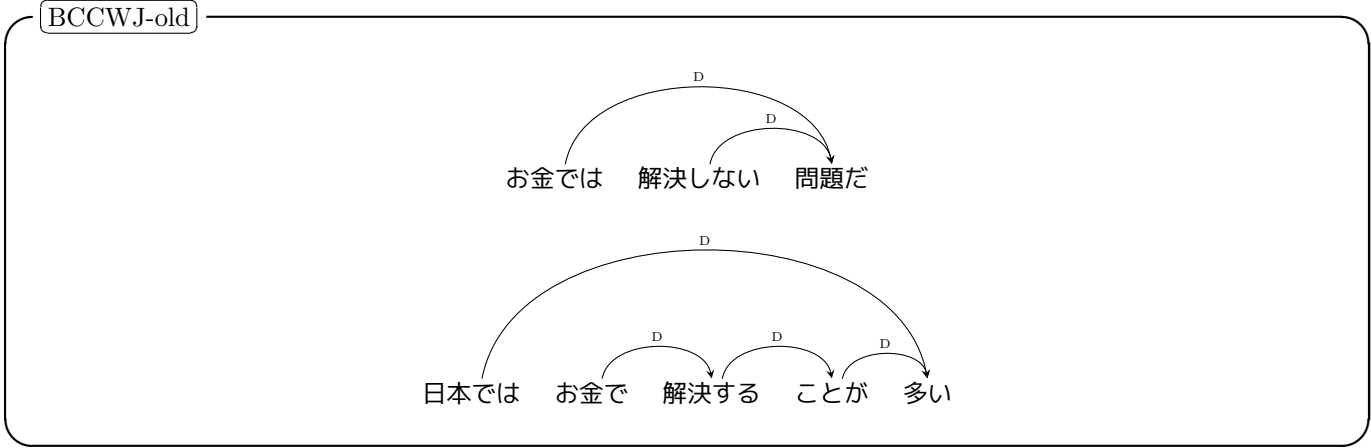 BCCWJ-old
D
D
お金では 解決しない 問題だ
D
D D D
日本では お金で 解決する ことが 多い